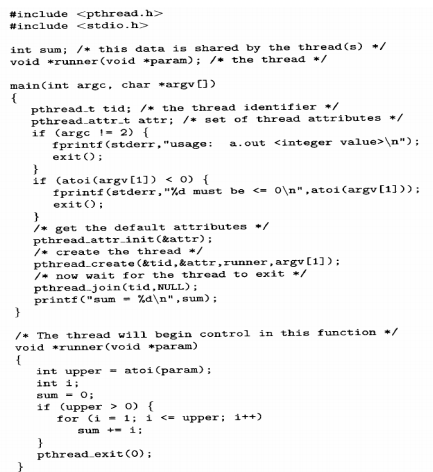 #include <pthread.h>
#include <stdio.h>
int sum; /* this data is shared by the thread(s) */
void *runner(void *param); /* the thread */
main(int argc, char *argv[])
{
pthread_t tid; /* the thread identifier */
pthread_attr_t attr; /* set of thread attributes */
if (argc != 2) {
fprintf(stderr,"usage: a.out <integer value>\n");
exit();
}
if (atoi(argv[1]) < 0) {
fprintf(stderr,"%d must be <= 0\n",atoi(argv[1]));
exit();
}
/* get the default attributes */
pthread_attr_init(&attr);
/* create the thread */
pthread_create(&tid,&attr,runner,argv[1]);
/* now wait for the thread to exit */
pthread_join(tid,NULL);
printf("sum = %d\n",sum);
}
/* The thread will begin control in this function */
void *runner(void *param)
{
int upper = atoi(param);
int i;
sum = 0;
if (upper > 0) {
for (i = 1; i <= upper; i++)
sum += i;
}
pthread_exit(0);
}